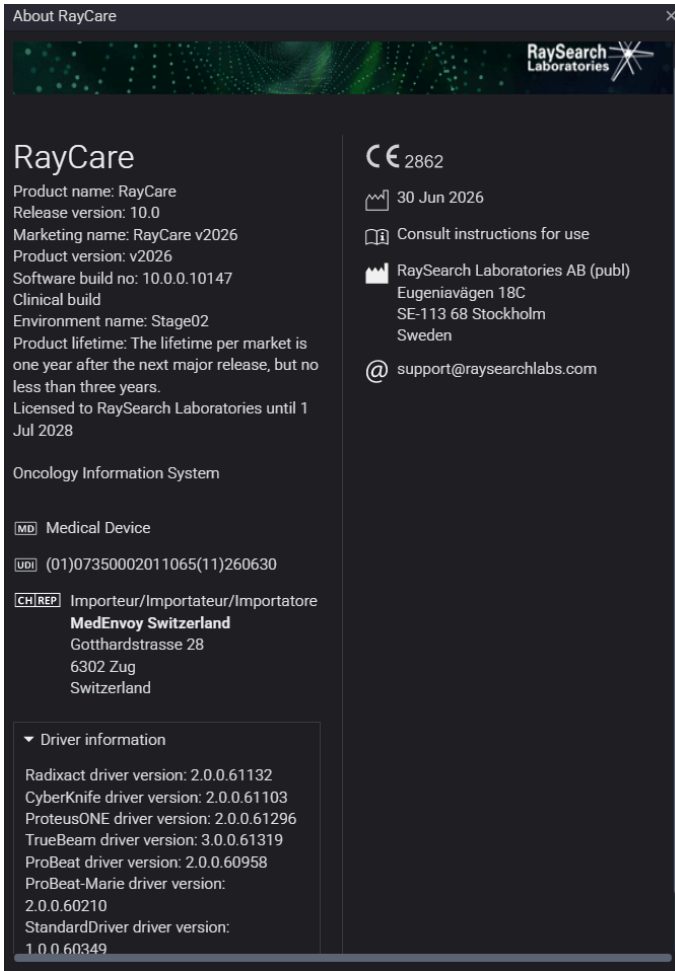 About RayCare
RaySearch
Laboratories
RayCare
Product name: RayCare
Release version: 10.0
Marketing name: RayCare v2026
Product version: v2026
Software build no: 10.0.0.10147
Clinical build
Environment name: Stage02
Product lifetime: The lifetime per market is
one year after the next major release, but no
less than three years.
Licensed to RaySearch Laboratories until 1
Jul 2028
Oncology Information System
MD Medical Device
UDI (01)07350002011065(11)260630
CH REP Importeur/Importateur/Importatore
MedEnvoy Switzerland
Gotthardstrasse 28
6302 Zug
Switzerland
Driver information
Radixact driver version: 2.0.0.61132
CyberKnife driver version: 2.0.0.61103
ProteusONE driver version: 2.0.0.61296
TrueBeam driver version: 3.0.0.61319
ProBeat driver version: 2.0.0.60958
ProBeat-Marie driver version:
2.0.0.60210
StandardDriver driver version:
1.0.0.60349
CE 2862
30 Jun 2026
Consult instructions for use
RaySearch Laboratories AB (publ)
Eugeniavägen 18C
SE-113 68 Stockholm
Sweden
@ support@raysearchlabs.com